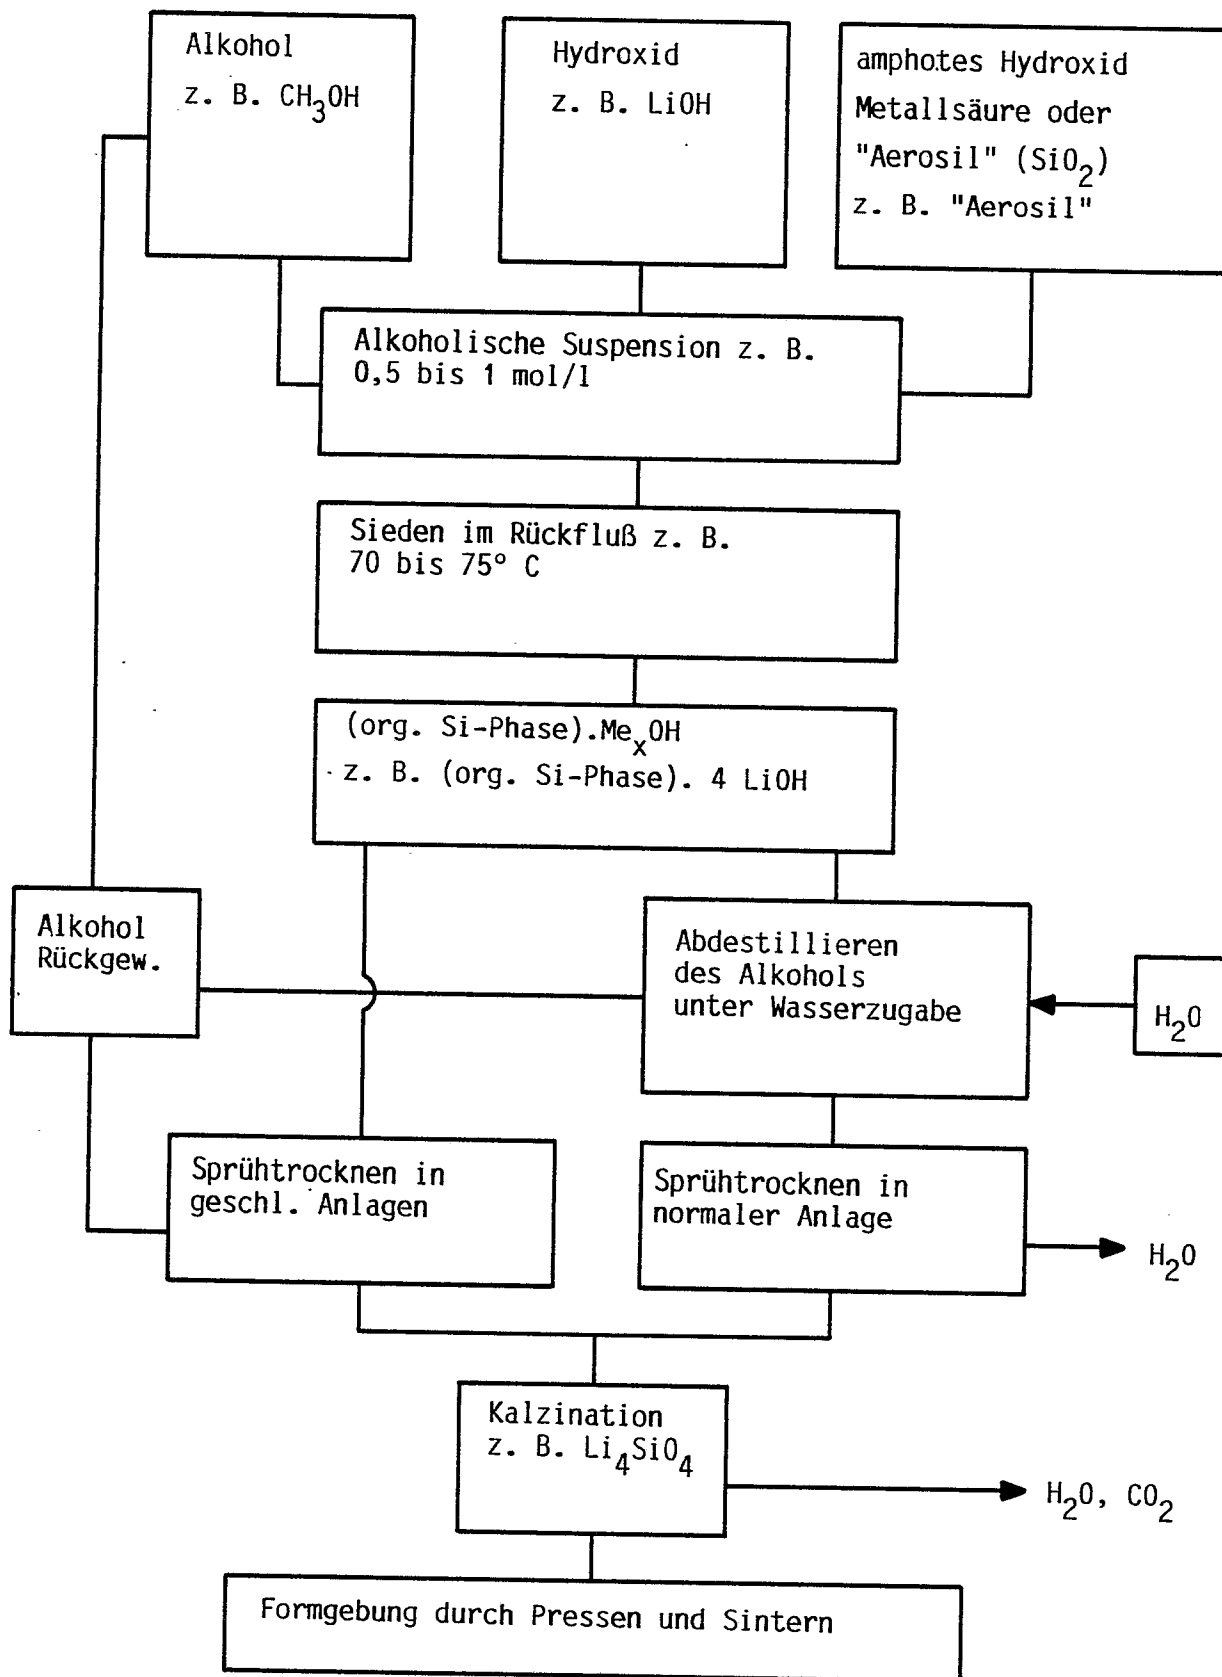 Alkohol
z. B. CH₃OH
Hydroxid
z. B. LiOH
amphotes Hydroxid
Metallsäure oder
"Aerosil" (SiO₂)
z. B. "Aerosil"
Alkoholische Suspension z. B.
0,5 bis 1 mol/l
Sieden im Rückfluß z. B.
70 bis 75° C
(org. Si-Phase).MeₓOH
z. B. (org. Si-Phase). 4 LiOH
Alkohol
Rückgew.
Abdestillieren
des Alkohols
unter Wasserzugabe
H₂O
Sprühtrocknen in
geschl. Anlagen
Sprühtrocknen in
normaler Anlage
H₂O
Kalzination
z. B. Li₄SiO₄
H₂O, CO₂
Formgebung durch Pressen und Sintern